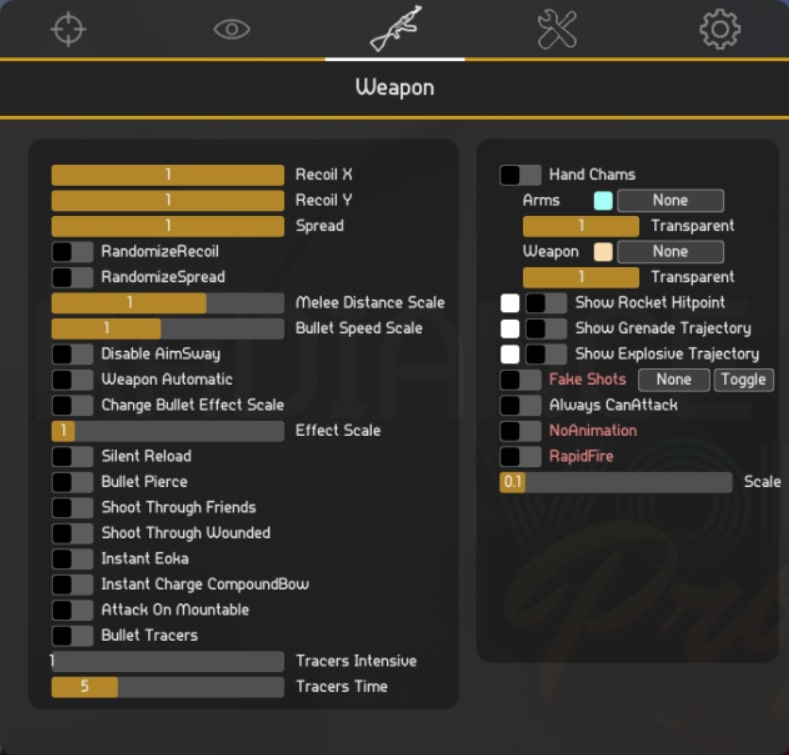 Weapon
1 Recoil X
1 Recoil Y
1 Spread
RandomizeRecoil
RandomizeSpread
1 Melee Distance Scale
1 Bullet Speed Scale
Disable AimSway
Weapon Automatic
Change Bullet Effect Scale
1 Effect Scale
Silent Reload
Bullet Pierce
Shoot Through Friends
Shoot Through Wounded
Instant Eoka
Instant Charge CompoundBow
Attack On Mountable
Bullet Tracers
1 Tracers Intensive
5 Tracers Time
Hand Chams
Arms None
1 Transparent
Weapon None
1 Transparent
Show Rocket Hitpoint
Show Grenade Trajectory
Show Explosive Trajectory
Fake Shots None Toggle
Always CanAttack
NoAnimation
RapidFire
0.1 Scale